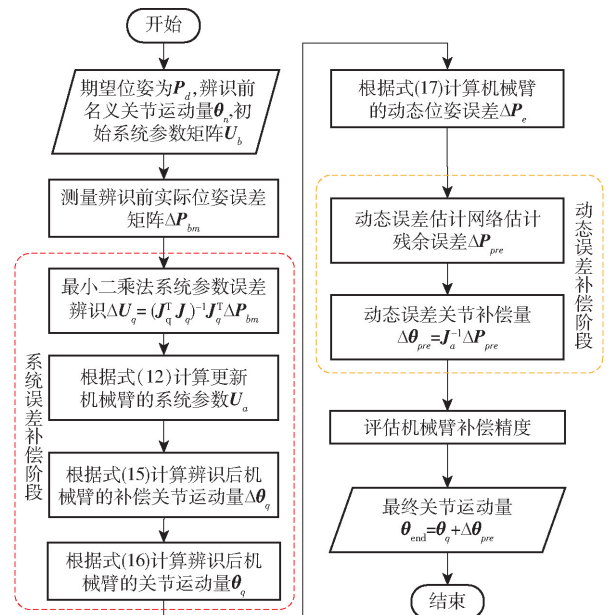 开始
期望位姿为P_d,辨识前
名义关节运动量θ_n,初
始系统参数矩阵U_b
测量辨识前实际位姿误差
矩阵ΔP_bm
系统误差补偿阶段
最小二乘法系统参数误差
辨识ΔU_q=(J_q^T J_q)^-1 J_q^T ΔP_bm
根据式(12)计算更新
机械臂的系统参数U_a
根据式(15)计算辨识后机
械臂的补偿关节运动量Δθ_q
根据式(16)计算辨识后机
械臂的关节运动量θ_q
根据式(17)计算机械臂
的动态位姿误差ΔP_e
动态误差补偿阶段
动态误差估计网络估计
残余误差ΔP_pre
动态误差关节补偿量
Δθ_pre=J_a^-1 ΔP_pre
评估机械臂补偿精度
最终关节运动量
θ_end=θ_q+Δθ_pre
结束